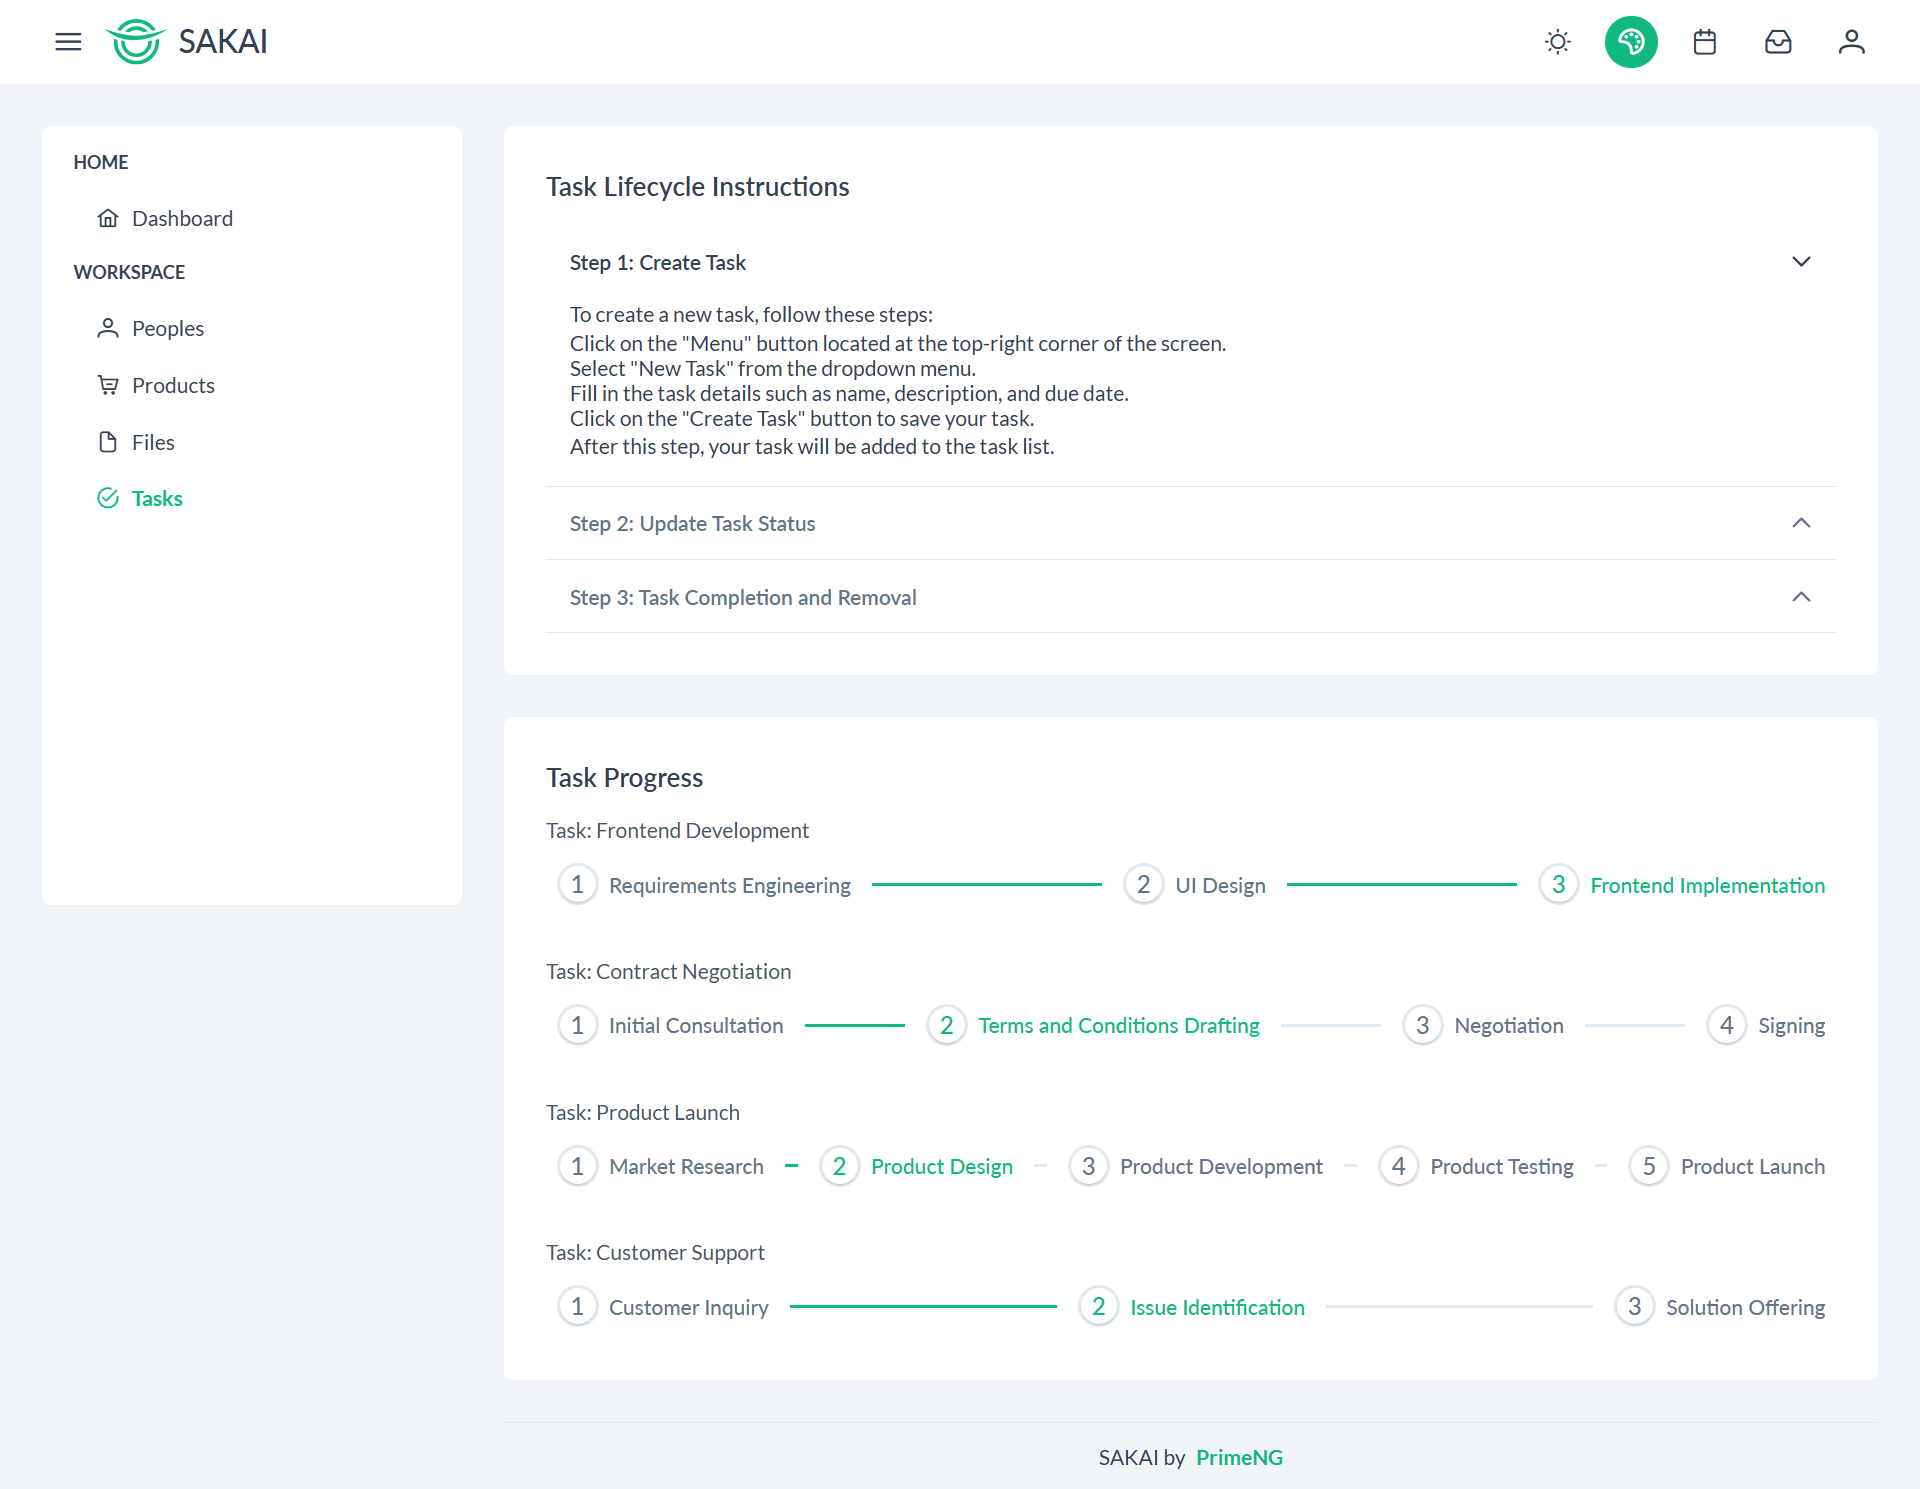 SAKAI
HOME
Dashboard
WORKSPACE
Peoples
Products
Files
Tasks
Task Lifecycle Instructions
Step 1: Create Task
To create a new task, follow these steps:
Click on the "Menu" button located at the top-right corner of the screen.
Select "New Task" from the dropdown menu.
Fill in the task details such as name, description, and due date.
Click on the "Create Task" button to save your task.
After this step, your task will be added to the task list.
Step 2: Update Task Status
Step 3: Task Completion and Removal
Task Progress
Task: Frontend Development
1 Requirements Engineering 2 UI Design 3 Frontend Implementation
Task: Contract Negotiation
1 Initial Consultation 2 Terms and Conditions Drafting 3 Negotiation 4 Signing
Task: Product Launch
1 Market Research 2 Product Design 3 Product Development 4 Product Testing 5 Product Launch
Task: Customer Support
1 Customer Inquiry 2 Issue Identification 3 Solution Offering
SAKAI by PrimeNG